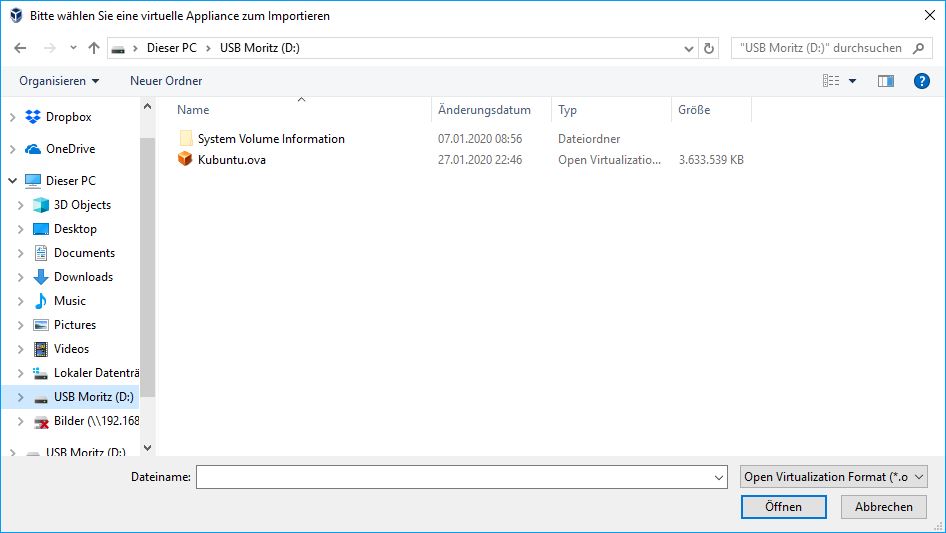 Bitte wählen Sie eine virtuelle Appliance zum Importieren
Dieser PC > USB Moritz (D:)
"USB Moritz (D:)" durchsuchen
Organisieren
Neuer Ordner
?
Name
Änderungsdatum
Typ
Größe
Dropbox
OneDrive
Dieser PC
3D Objects
Desktop
Documents
Downloads
Music
Pictures
Videos
Lokaler Datenträ
USB Moritz (D:)
Bilder (\\192.168
USB Moritz (D:)
System Volume Information 07.01.2020 08:56 Dateiordner
Kubuntu.ova 27.01.2020 22:46 Open Virtualizatio... 3.633.539 KB
Dateiname:
Open Virtualization Format (*.o
Öffnen
Abbrechen